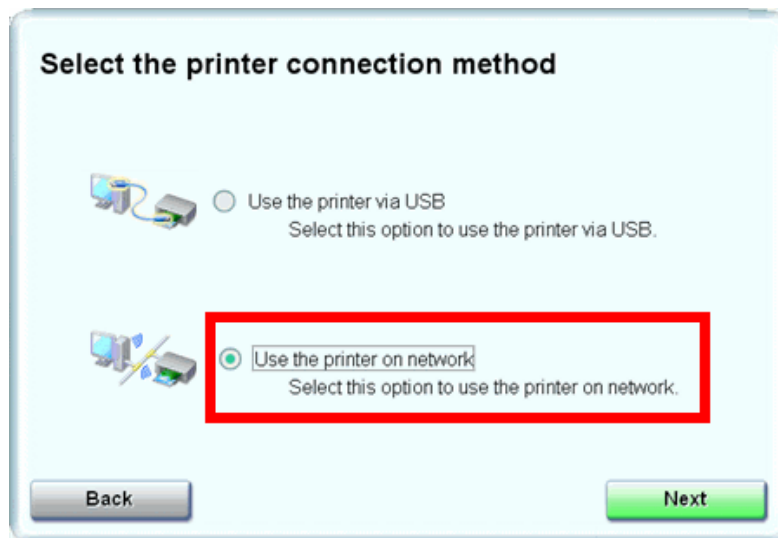 Select the printer connection method
Use the printer via USB
Select this option to use the printer via USB.
Use the printer on network
Select this option to use the printer on network.
Back
Next